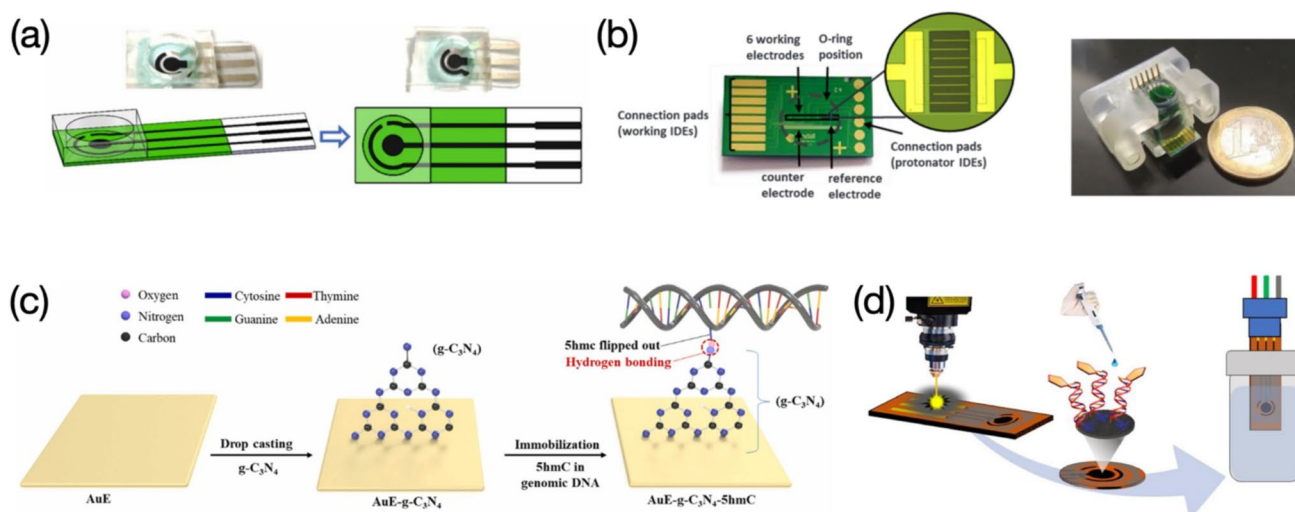 (a)
(b)
6 working
electrodes
O-ring
position
Connection pads
(working IDEs)
Connection pads
(protonator IDEs)
counter
electrode
reference
electrode
(c)
Oxygen
Nitrogen
Carbon
Cytosine
Guanine
Thymine
Adenine
AuE
Drop casting
g-C₃N₄
(g-C₃N₄)
AuE-g-C₃N₄
Immobilization
5hmC in
genomic DNA
5hmc flipped out
Hydrogen bonding
(g-C₃N₄)
AuE-g-C₃N₄-5hmC
(d)